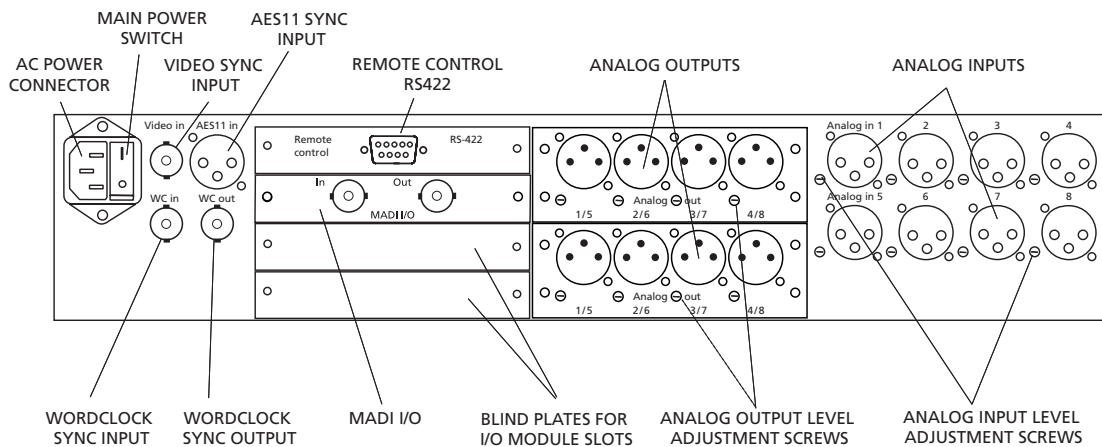 MAIN POWER
SWITCH
AES11 SYNC
INPUT
AC POWER
CONNECTOR
VIDEO SYNC
INPUT
REMOTE CONTROL
RS422
ANALOG OUTPUTS
ANALOG INPUTS
Video in
AES11 in
Remote
control
RS-422
Analog in 1
2
3
4
In
Out
MADI I/O
WC in
WC out
Analog out
1/5
2/6
3/7
4/8
Analog in 5
6
7
8
Analog out
1/5
2/6
3/7
4/8
WORDCLOCK
SYNC INPUT
WORDCLOCK
SYNC OUTPUT
MADI I/O
BLIND PLATES FOR
I/O MODULE SLOTS
ANALOG OUTPUT LEVEL
ADJUSTMENT SCREWS
ANALOG INPUT LEVEL
ADJUSTMENT SCREWS